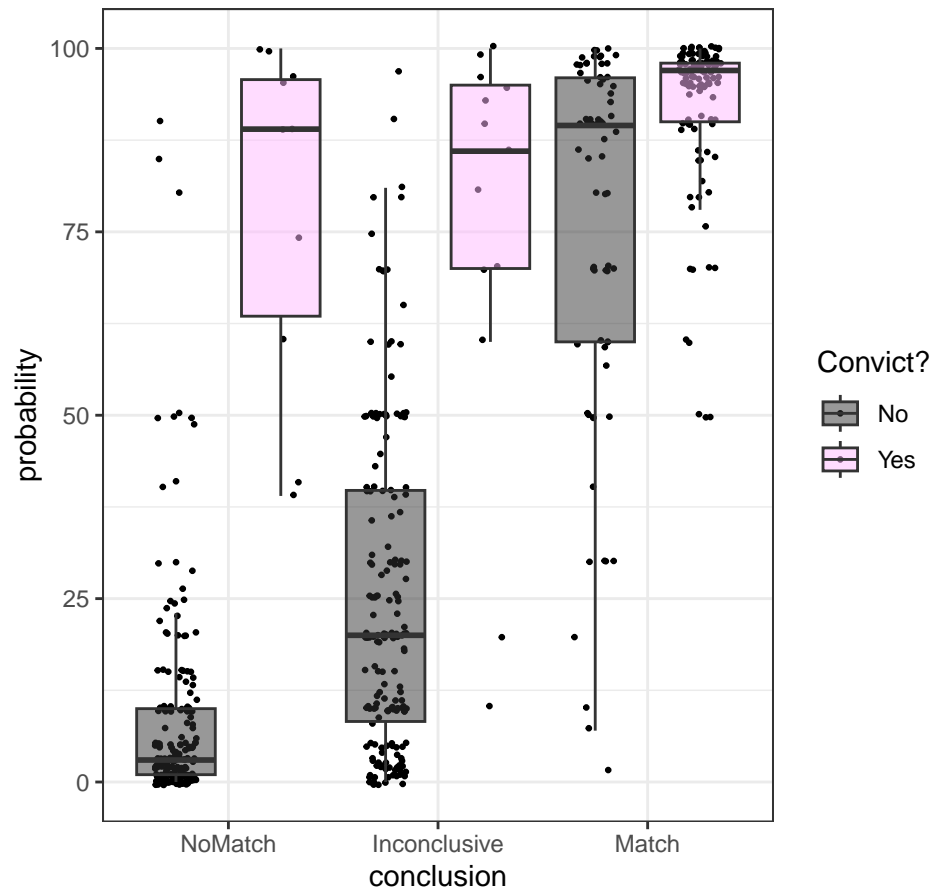 100
75
50
25
0
probability
NoMatch
Inconclusive
Match
conclusion
Convict?
No
Yes